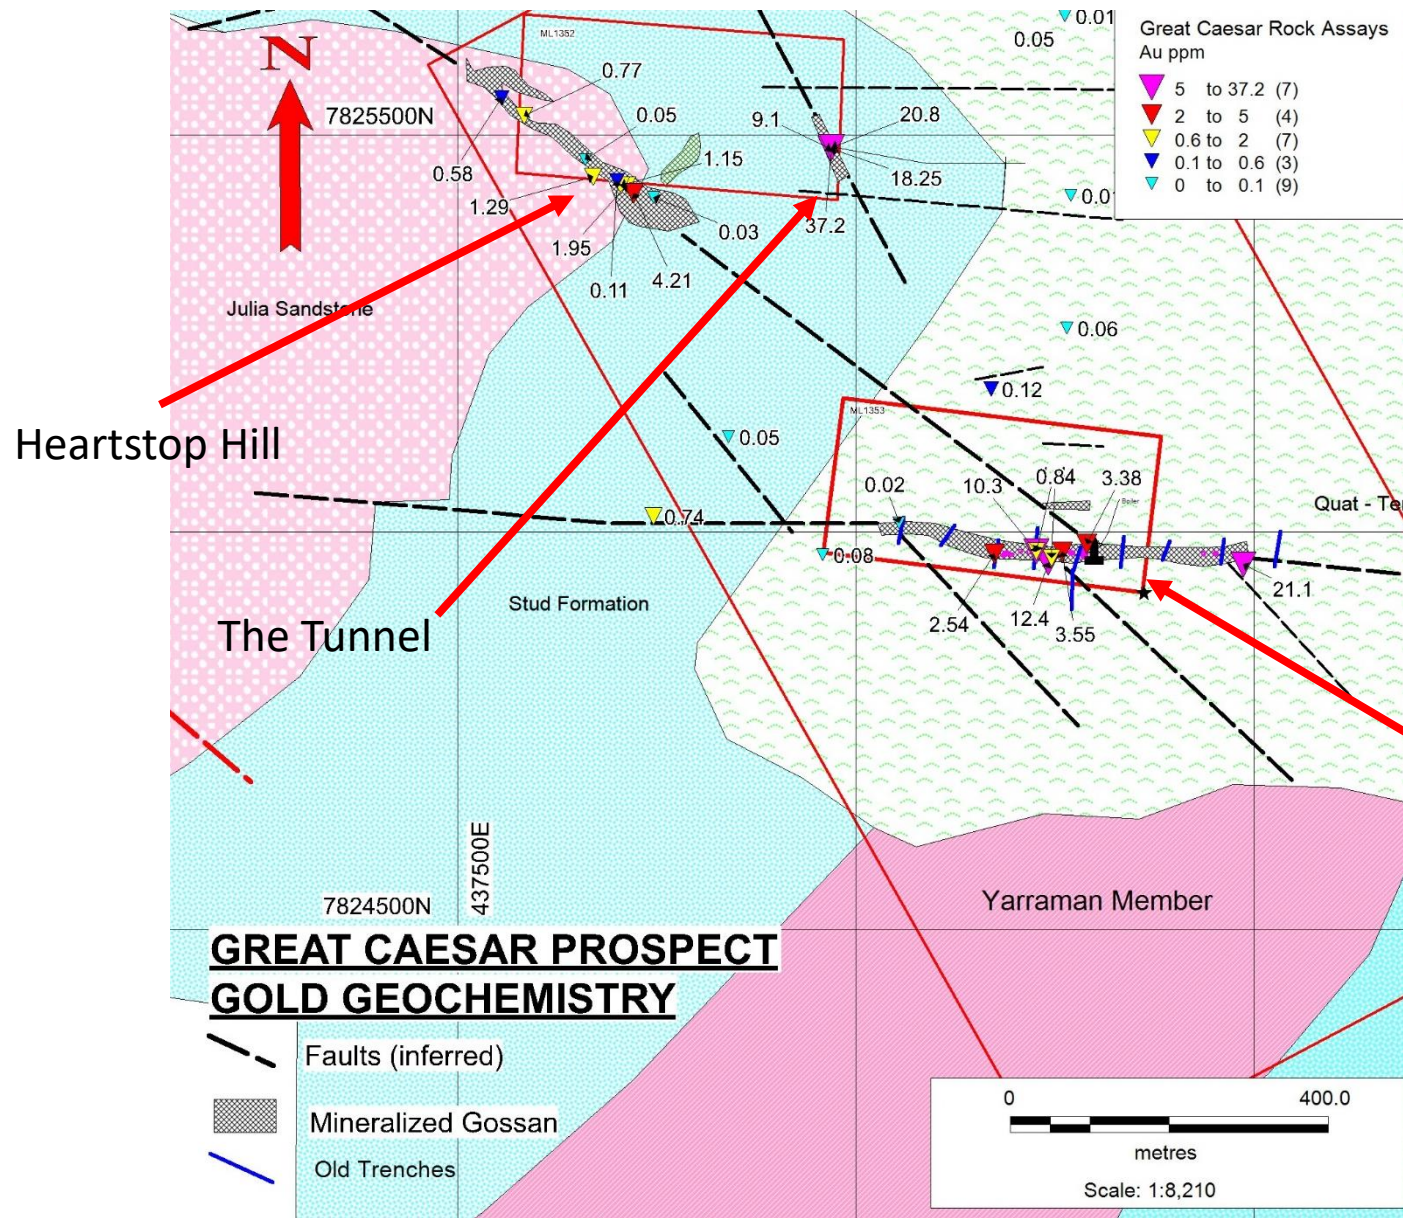 ML1352
0.01
0.05
Great Caesar Rock Assays
Au ppm
5 to 37.2 (7)
2 to 5 (4)
0.6 to 2 (7)
0.1 to 0.6 (3)
0 to 0.1 (9)
N
0.77
7825500N
0.05
9.1
20.8
1.15
0.58
18.25
1.29
0.01
1.95
0.03
37.2
0.11
4.21
Julia Sandstone
0.06
0.12
ML1353
Heartstop Hill
0.05
0.02
10.3
0.84
3.38
Boiler
Quat - Ter
0.74
0.08
21.1
Stud Formation
2.54
12.4
3.55
The Tunnel
437500E
7824500N
Yarraman Member
GREAT CAESAR PROSPECT
GOLD GEOCHEMISTRY
Faults (inferred)
Mineralized Gossan
Old Trenches
0 400.0
metres
Scale: 1:8,210